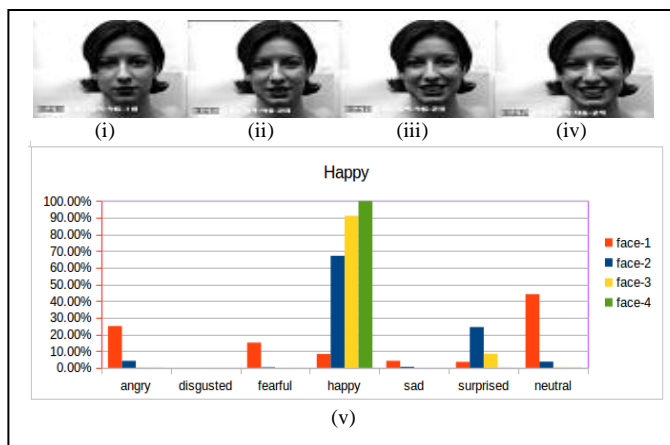 (i) (ii) (iii) (iv)
Happy
100.00%
90.00%
80.00%
70.00%
60.00%
50.00%
40.00%
30.00%
20.00%
10.00%
0.00%
angry disgusted fearful happy sad surprised neutral
face-1
face-2
face-3
face-4
(v)